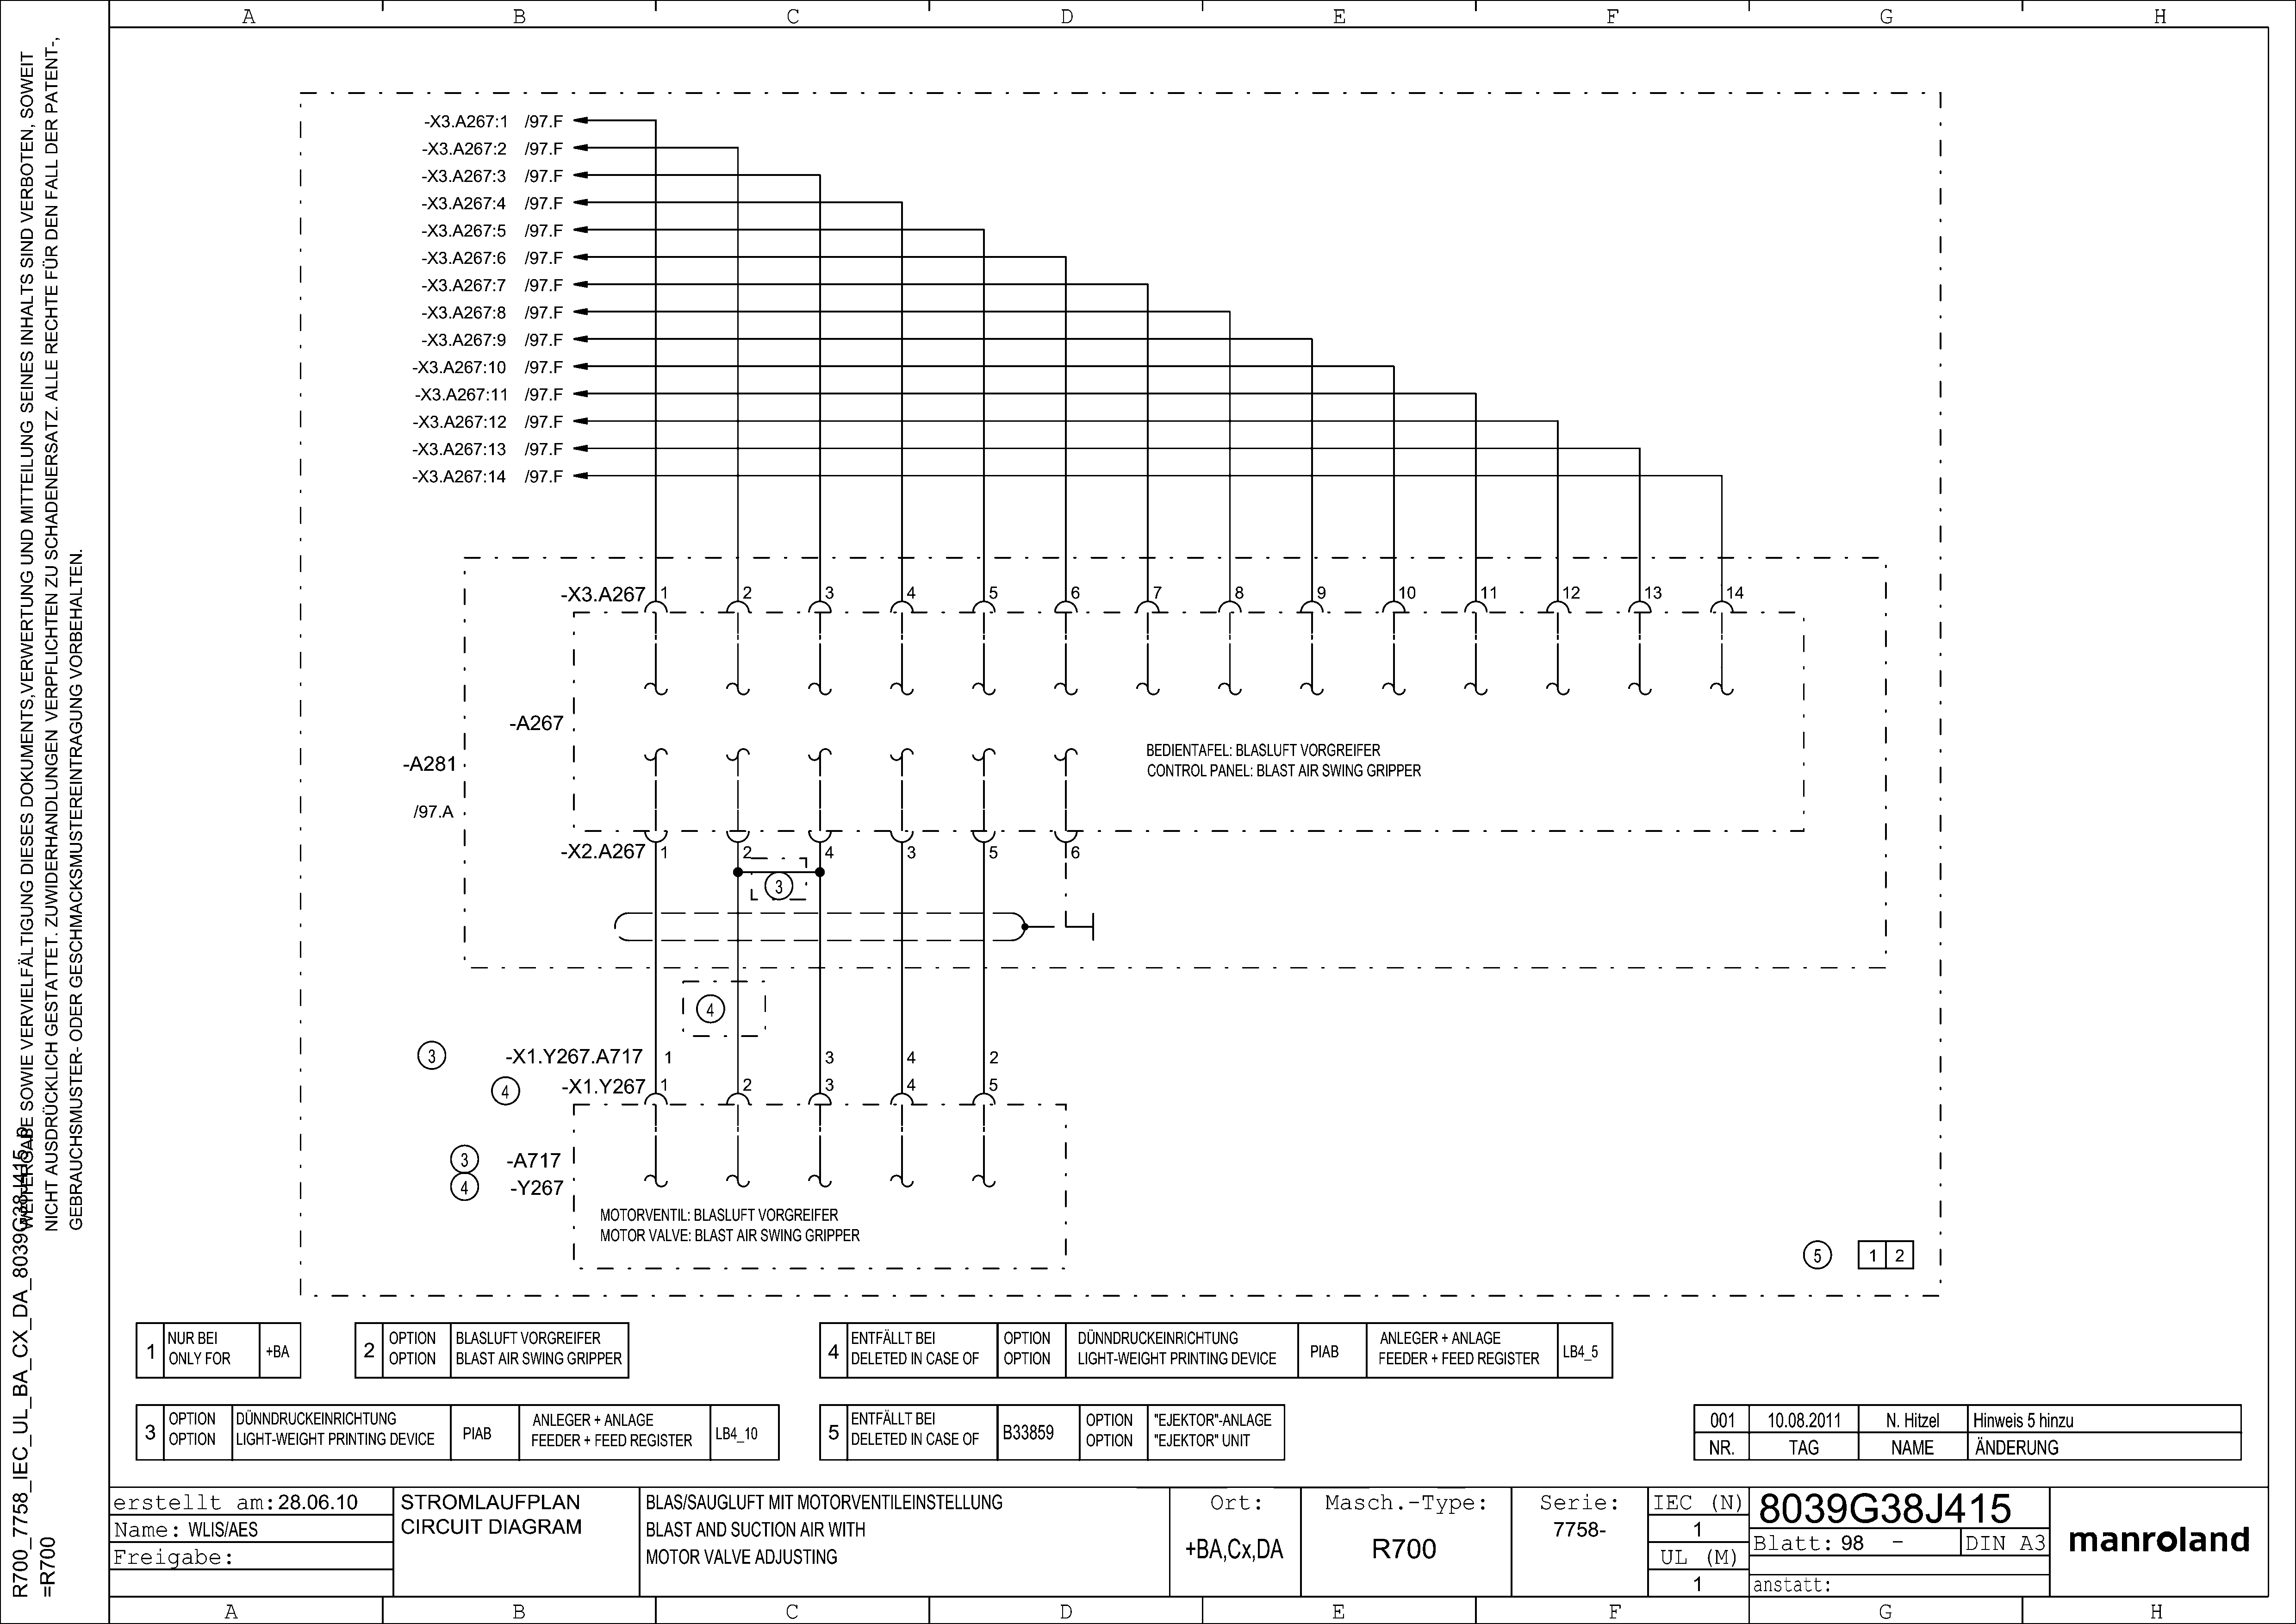 A B C D E F G H
WEITERGABE SOWIE VERVIELFÄLTIGUNG DIESES DOKUMENTS,VERWERTUNG UND MITTEILUNG SEINES INHALTS SIND VERBOTEN, SOWEIT
NICHT AUSDRÜCKLICH GESTATTET. ZUWIDERHANDLUNGEN VERPFLICHTEN ZU SCHADENERSATZ. ALLE RECHTE FÜR DEN FALL DER PATENT-,
GEBRAUCHSMUSTER- ODER GESCHMACKSMUSTEREINTRAGUNG VORBEHALTEN.
R700_7758_IEC_UL_BA_CX_DA_8039G38J415_p
=R700
-X3.A267:1 /97.F
-X3.A267:2 /97.F
-X3.A267:3 /97.F
-X3.A267:4 /97.F
-X3.A267:5 /97.F
-X3.A267:6 /97.F
-X3.A267:7 /97.F
-X3.A267:8 /97.F
-X3.A267:9 /97.F
-X3.A267:10 /97.F
-X3.A267:11 /97.F
-X3.A267:12 /97.F
-X3.A267:13 /97.F
-X3.A267:14 /97.F
-X3.A267 1 2 3 4 5 6 7 8 9 10 11 12 13 14
-A267
-A281
/97.A
BEDIENTAFEL: BLASLUFT VORGREIFER
CONTROL PANEL: BLAST AIR SWING GRIPPER
-X2.A267 1 2 4 3 5 6
3
4
3 -X1.Y267.A717 1 3 4 2
4 -X1.Y267 1 2 3 4 5
3 -A717
4 -Y267
MOTORVENTIL: BLASLUFT VORGREIFER
MOTOR VALVE: BLAST AIR SWING GRIPPER
5 1 2
1 NUR BEI +BA
ONLY FOR
2 OPTION BLASLUFT VORGREIFER
OPTION BLAST AIR SWING GRIPPER
4 ENTFÄLLT BEI OPTION DÜNNDRUCKEINRICHTUNG PIAB ANLEGER + ANLAGE LB4_5
DELETED IN CASE OF OPTION LIGHT-WEIGHT PRINTING DEVICE FEEDER + FEED REGISTER
3 OPTION DÜNNDRUCKEINRICHTUNG PIAB ANLEGER + ANLAGE LB4_10
OPTION LIGHT-WEIGHT PRINTING DEVICE FEEDER + FEED REGISTER
5 ENTFÄLLT BEI B33859 OPTION "EJEKTOR"-ANLAGE
DELETED IN CASE OF OPTION "EJEKTOR" UNIT
001 10.08.2011 N. Hitzel Hinweis 5 hinzu
NR. TAG NAME ÄNDERUNG
erstellt am: 28.06.10
Name: WLIS/AES
Freigabe:
STROMLAUFPLAN
CIRCUIT DIAGRAM
BLAS/SAUGLUFT MIT MOTORVENTILEINSTELLUNG
BLAST AND SUCTION AIR WITH
MOTOR VALVE ADJUSTING
Ort:
+BA,Cx,DA
Masch.-Type:
R700
Serie:
7758-
IEC (N)
1
UL (M)
1
8039G38J415
Blatt: 98 - DIN A3
anstatt:
manroland
A B C D E F G H